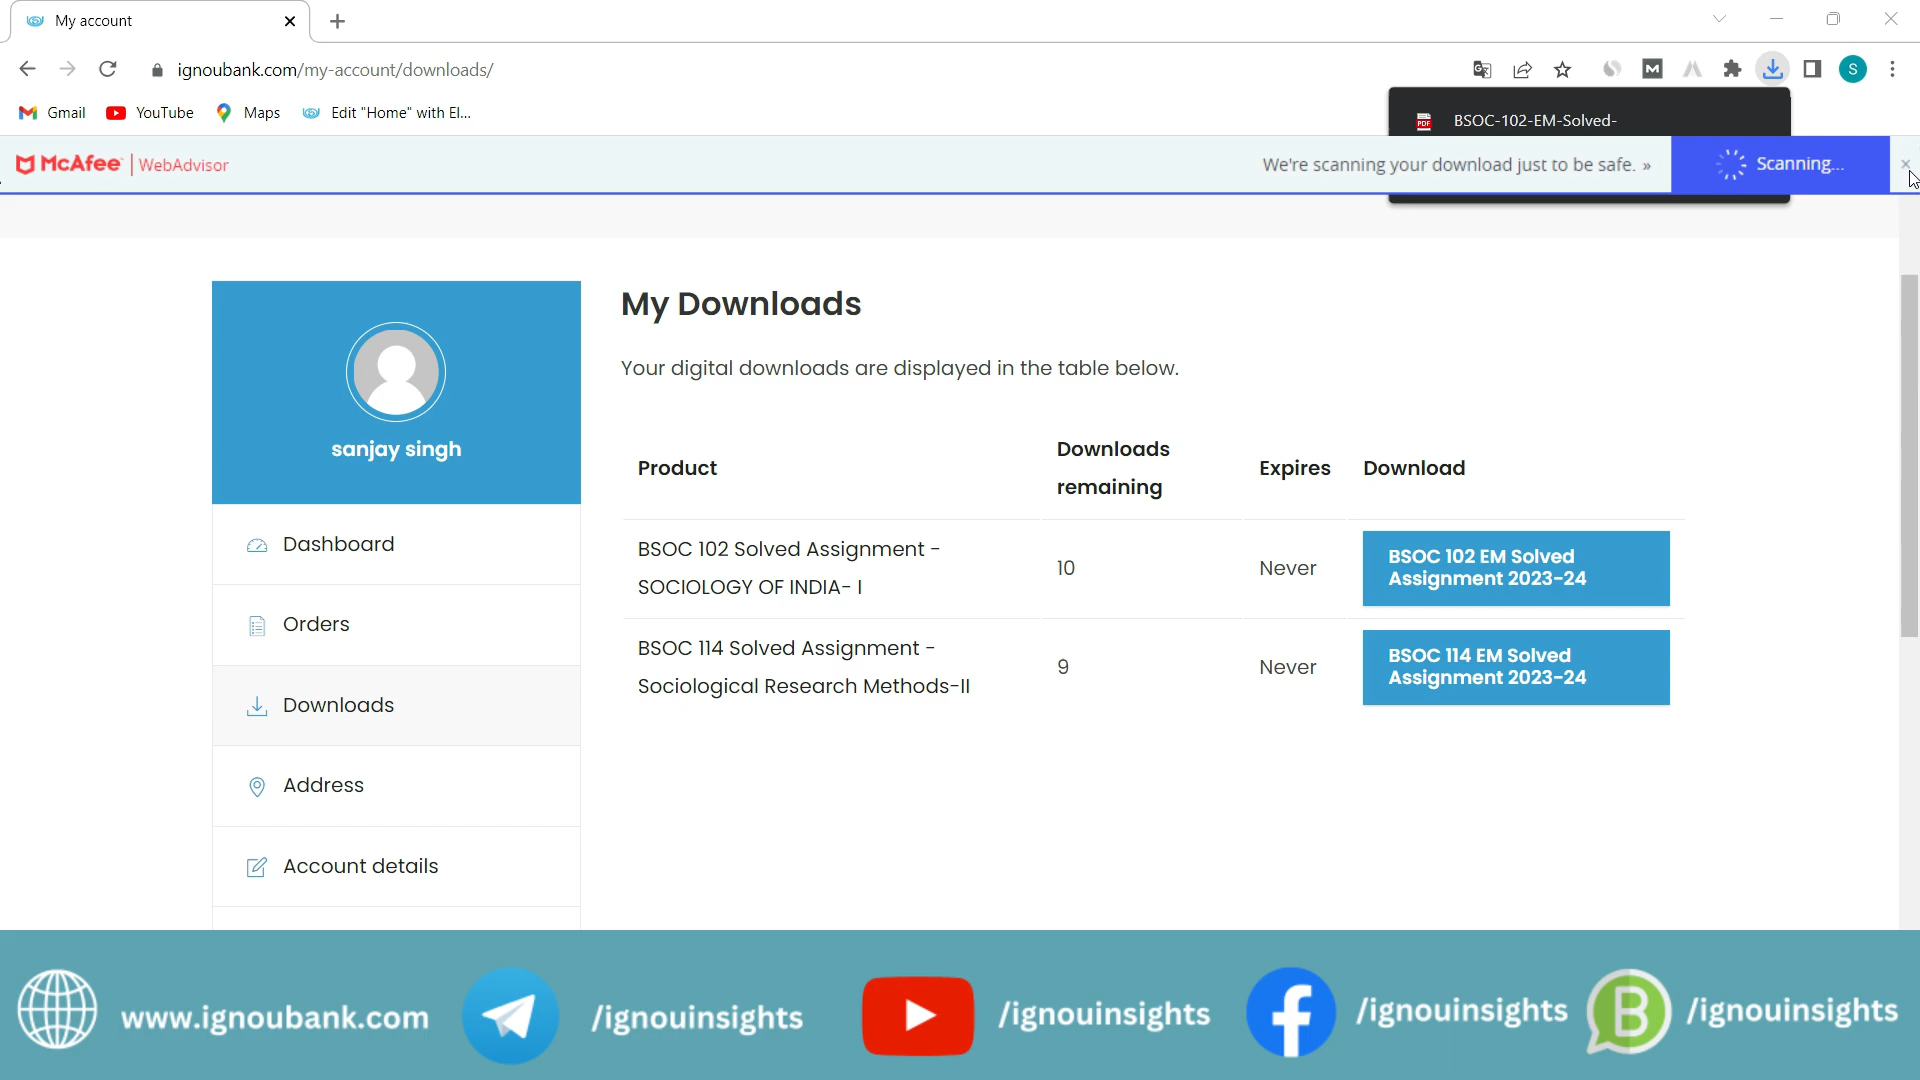 My account
ignoubank.com/my-account/downloads/
M
S
Gmail
YouTube
Maps
Edit "Home" with El...
PDF
BSOC-102-EM-Solved-
McAfee | WebAdvisor
We're scanning your download just to be safe. »
Scanning...
sanjay singh
Dashboard
Orders
Downloads
Address
Account details
My Downloads
Your digital downloads are displayed in the table below.
Product
Downloads
remaining
Expires
Download
BSOC 102 Solved Assignment -
SOCIOLOGY OF INDIA- I
10
Never
BSOC 102 EM Solved
Assignment 2023-24
BSOC 114 Solved Assignment -
Sociological Research Methods-II
9
Never
BSOC 114 EM Solved
Assignment 2023-24
www.ignoubank.com
/ignouinsights
/ignouinsights
/ignouinsights
B
/ignouinsights